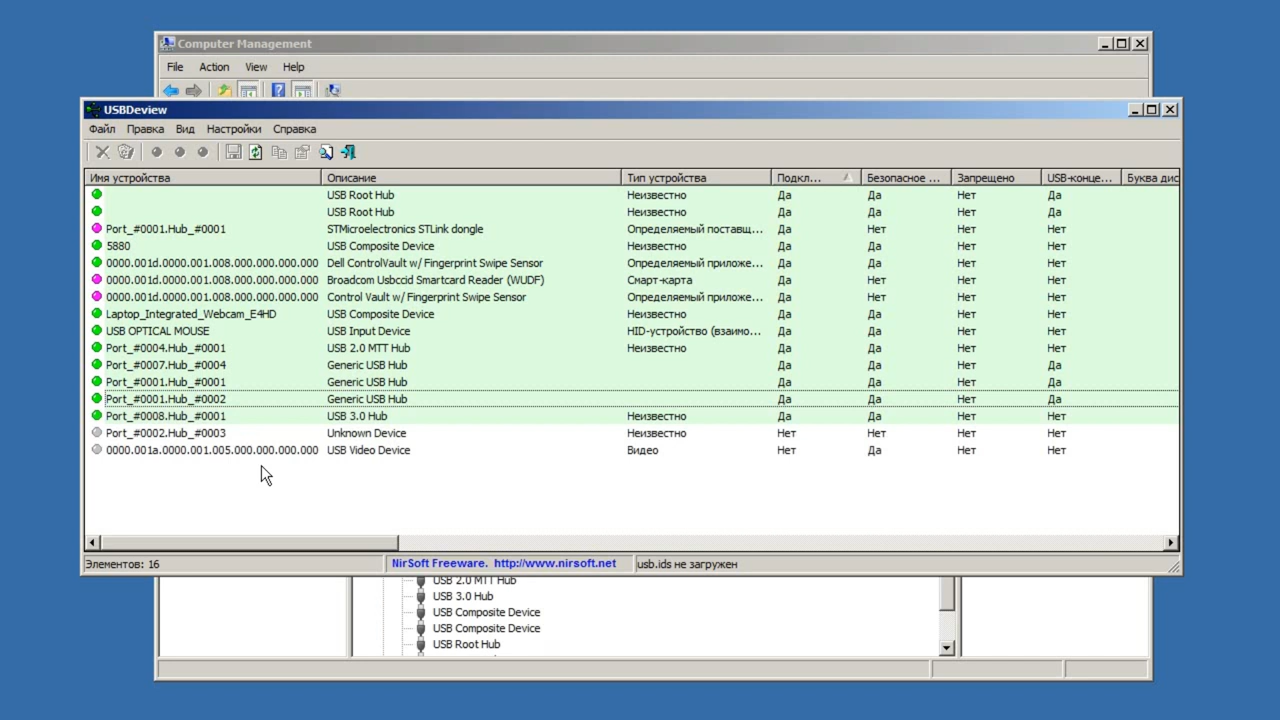 Computer Management
File Action View Help
USBDeview
Файл Правка Вид Настройки Справка
Имя устройства Описание Тип устройства Подкл... Безопасное ... Запрещено USB-конце... Буква дис
USB Root Hub Неизвестно Да Да Нет Да
USB Root Hub Неизвестно Да Да Нет Да
Port_#0001.Hub_#0001 STMicroelectronics STLink dongle Определяемый поставщ... Да Нет Нет Нет
5880 USB Composite Device Неизвестно Да Да Нет Нет
0000.001d.0000.001.008.000.000.000.000 Dell ControlVault w/ Fingerprint Swipe Sensor Определяемый приложе... Да Да Нет Нет
0000.001d.0000.001.008.000.000.000.000 Broadcom Usbccid Smartcard Reader (WUDF) Смарт-карта Да Нет Нет Нет
0000.001d.0000.001.008.000.000.000.000 Control Vault w/ Fingerprint Swipe Sensor Определяемый приложе... Да Нет Нет Нет
Laptop_Integrated_Webcam_E4HD USB Composite Device Неизвестно Да Да Нет Нет
USB OPTICAL MOUSE USB Input Device HID-устройство (взаимо... Да Да Нет Нет
Port_#0004.Hub_#0001 USB 2.0 MTT Hub Неизвестно Да Да Нет Нет
Port_#0007.Hub_#0004 Generic USB Hub Да Да Нет Да
Port_#0001.Hub_#0001 Generic USB Hub Да Да Нет Да
Port_#0001.Hub_#0002 Generic USB Hub Да Да Нет Да
Port_#0008.Hub_#0001 USB 3.0 Hub Неизвестно Да Да Нет Нет
Port_#0002.Hub_#0003 Unknown Device Неизвестно Нет Нет Нет Нет
0000.001a.0000.001.005.000.000.000.000 USB Video Device Видео Нет Да Нет Нет
Элементов: 16 NirSoft Freeware. http://www.nirsoft.net usb.ids не загружен
USB 2.0 MTT Hub
USB 3.0 Hub
USB Composite Device
USB Composite Device
USB Root Hub